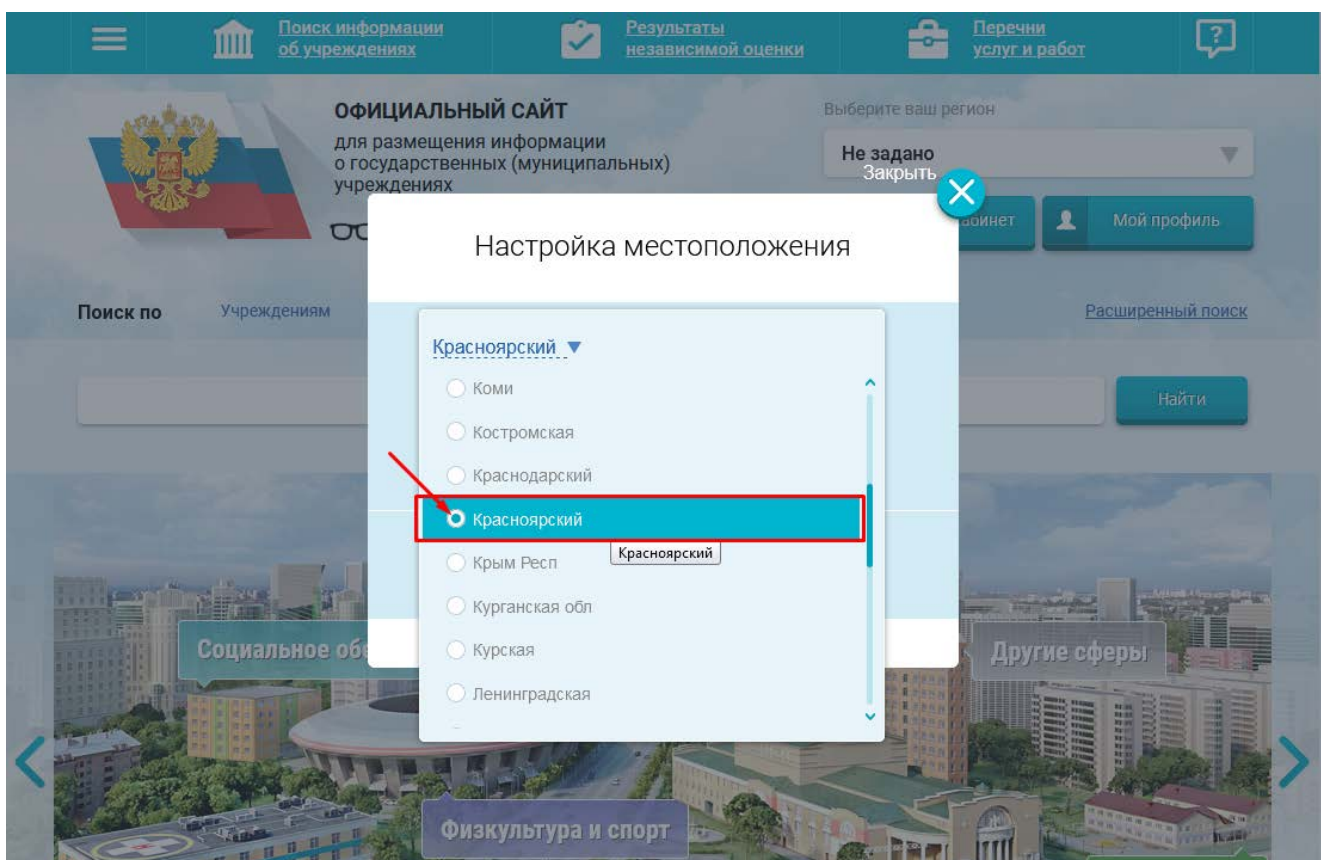 Поиск информации
об учреждениях
Результаты
независимой оценки
Перечни
услуг и работ
?
ОФИЦИАЛЬНЫЙ САЙТ
для размещения информации
о государственных (муниципальных)
учреждениях
Выберите ваш регион
Не задано
Закрыть
Мой профиль
Настройка местоположения
Поиск по
Учреждениям
Расширенный поиск
Красноярский
Коми
Костромская
Краснодарский
Красноярский
Красноярский
Крым Респ
Курганская обл
Курская
Ленинградская
Найти
Социальное об
Другие сферы
Физкультура и спорт